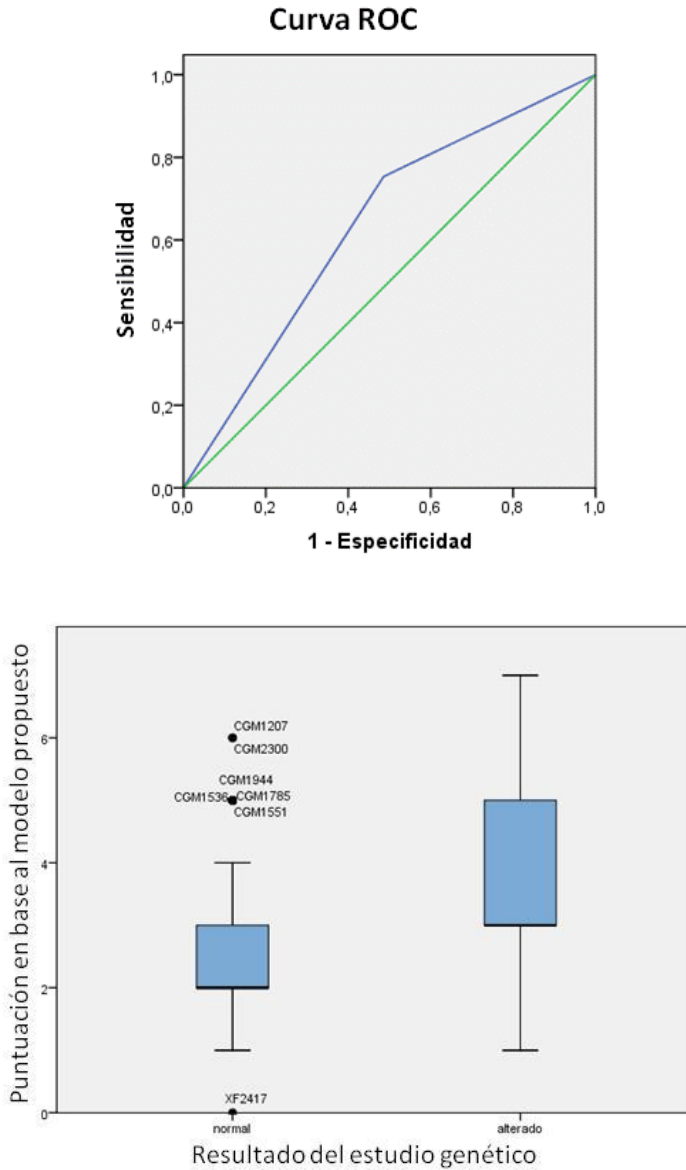 Curva ROC
1,0
0,8
0,6
0,4
0,2
0,0
Sensibilidad
0,0 0,2 0,4 0,6 0,8 1,0
1 - Especificidad
Puntuación en base al modelo propuesto
6
4
2
0
CGM1207
CGM2300
CGM1944
CGM1536 CGM1785
CGM1551
XF2417
normal alterado
Resultado del estudio genético